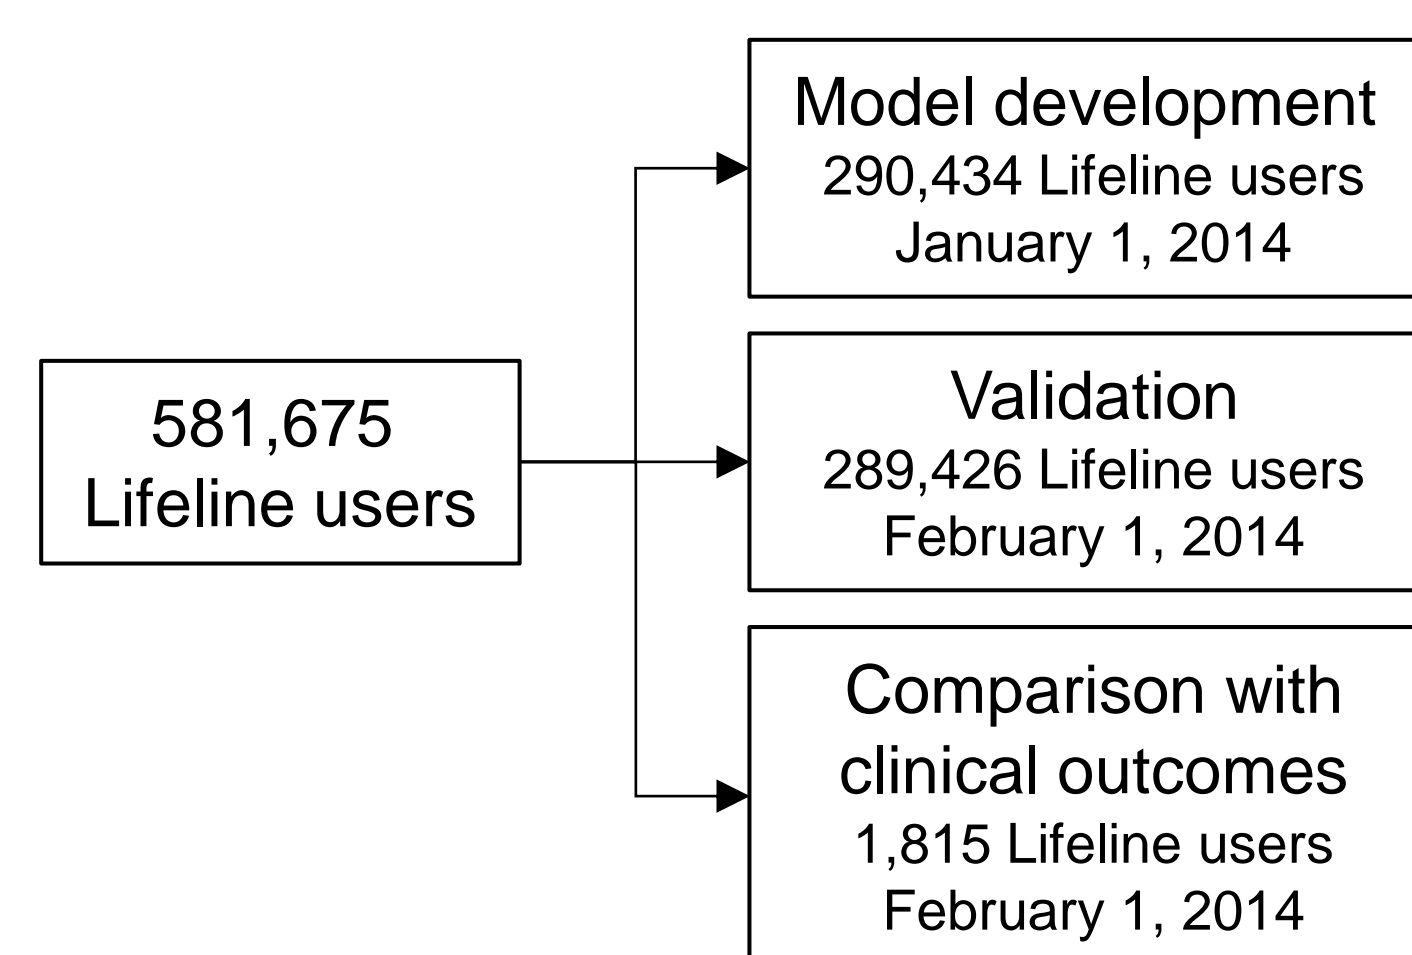 581,675
Lifeline users
Model development
290,434 Lifeline users
January 1, 2014
Validation
289,426 Lifeline users
February 1, 2014
Comparison with
clinical outcomes
1,815 Lifeline users
February 1, 2014